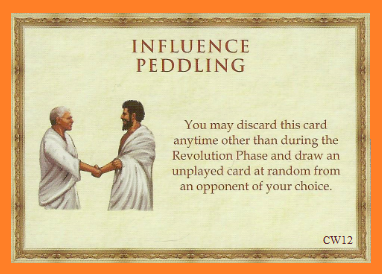 INFLUENCE
PEDDLING
You may discard this card
anytime other than during the
Revolution Phase and draw an
unplayed card at random from
an opponent of your choice.
CW12